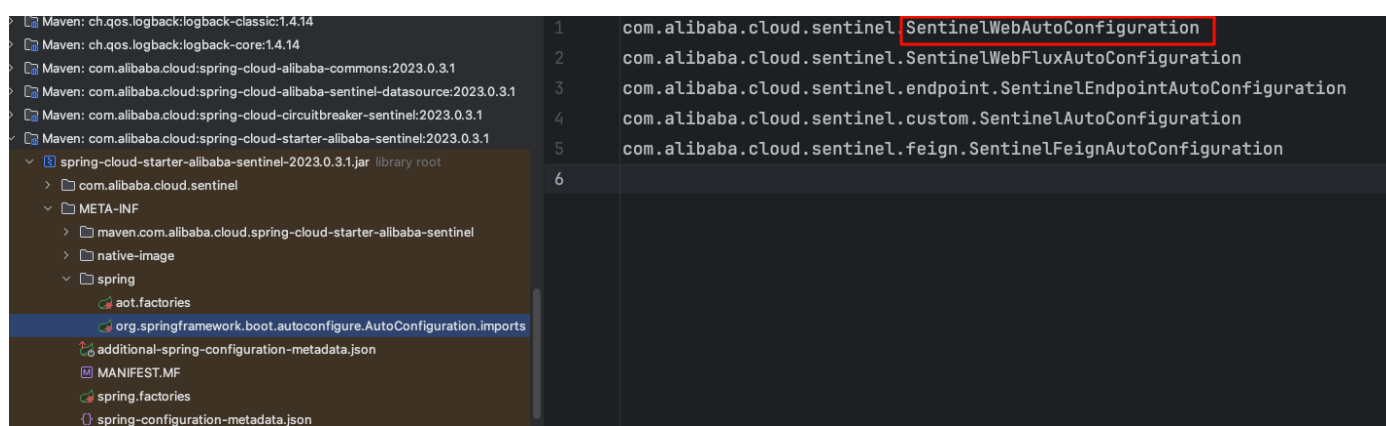 Maven: ch.qos.logback:logback-classic:1.4.14
Maven: ch.qos.logback:logback-core:1.4.14
Maven: com.alibaba.cloud:spring-cloud-alibaba-commons:2023.0.3.1
Maven: com.alibaba.cloud:spring-cloud-alibaba-sentinel-datasource:2023.0.3.1
Maven: com.alibaba.cloud:spring-cloud-circuitbreaker-sentinel:2023.0.3.1
Maven: com.alibaba.cloud:spring-cloud-starter-alibaba-sentinel:2023.0.3.1
spring-cloud-starter-alibaba-sentinel-2023.0.3.1.jar library root
com.alibaba.cloud.sentinel
META-INF
maven.com.alibaba.cloud.spring-cloud-starter-alibaba-sentinel
native-image
spring
aot.factories
org.springframework.boot.autoconfigure.AutoConfiguration.imports
additional-spring-configuration-metadata.json
MANIFEST.MF
spring.factories
spring-configuration-metadata.json
1 com.alibaba.cloud.sentinel.SentinelWebAutoConfiguration
2 com.alibaba.cloud.sentinel.SentinelWebFluxAutoConfiguration
3 com.alibaba.cloud.sentinel.endpoint.SentinelEndpointAutoConfiguration
4 com.alibaba.cloud.sentinel.custom.SentinelAutoConfiguration
5 com.alibaba.cloud.sentinel.feign.SentinelFeignAutoConfiguration
6